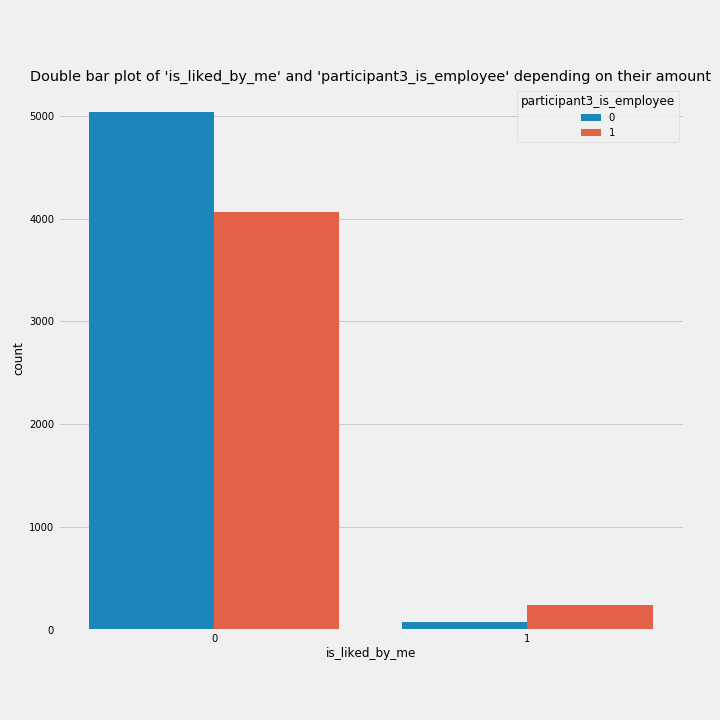 Double bar plot of 'is_liked_by_me' and 'participant3_is_employee' depending on their amount
participant3_is_employee
0
1
5000
4000
3000
2000
1000
0
count
0
1
is_liked_by_me